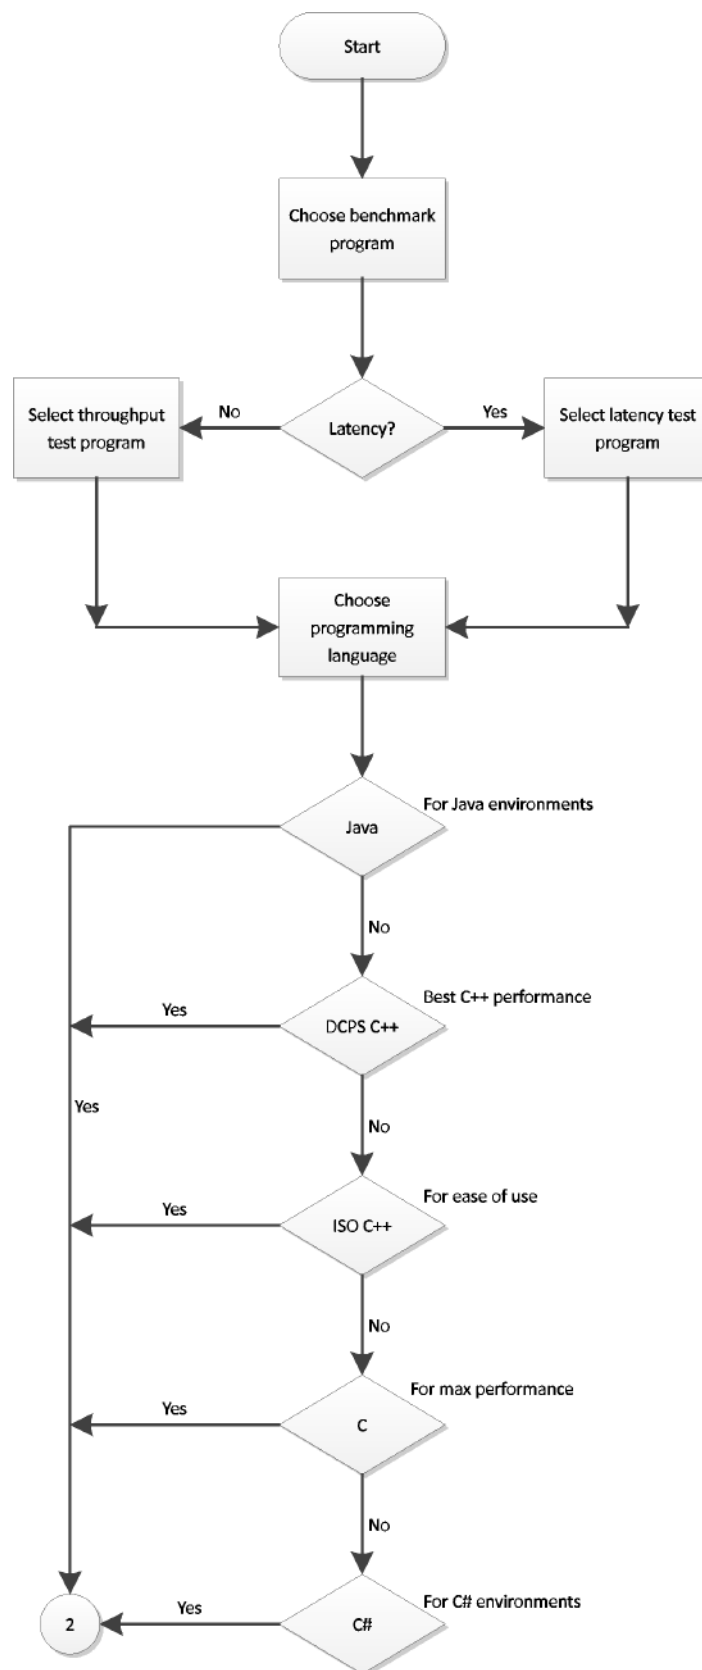 Start
Choose benchmark
program
No
Yes
Select throughput
test program
Latency?
Select latency test
program
Choose
programming
language
For Java environments
Java
No
Best C++ performance
Yes
DCPS C++
Yes
No
For ease of use
Yes
ISO C++
No
For max performance
Yes
C
No
For C# environments
Yes
2
C#